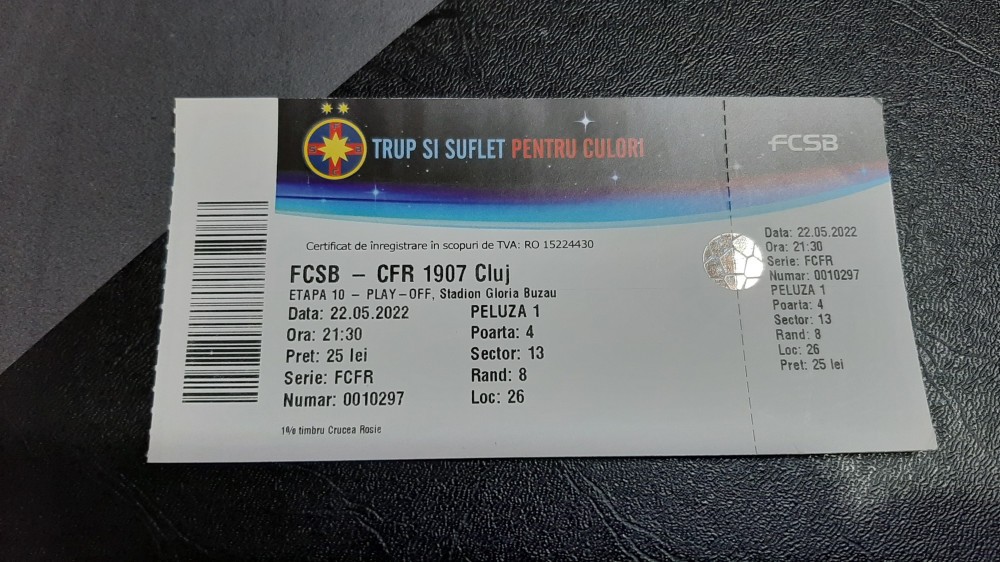 TRUP SI SUFLET PENTRU CULORI
Certificat de înregistrare în scopuri de TVA: RO 15224430
FCSB - CFR 1907 Cluj
ETAPA 10 - PLAY-OFF, Stadion Gloria Buzau
Data: 22.05.2022
Ora: 21:30
Pret: 25 lei
Serie: FCFR
Numar: 0010297
PELUZA 1
Poarta: 4
Sector: 13
Rand: 8
Loc: 26
1% timbru Crucea Rosie
FCSB
Data: 22.05.2022
Ora: 21:30
Serie: FCFR
Numar: 0010297
PELUZA 1
Poarta: 4
Sector: 13
Rand: 8
Loc: 26
Pret: 25 lei